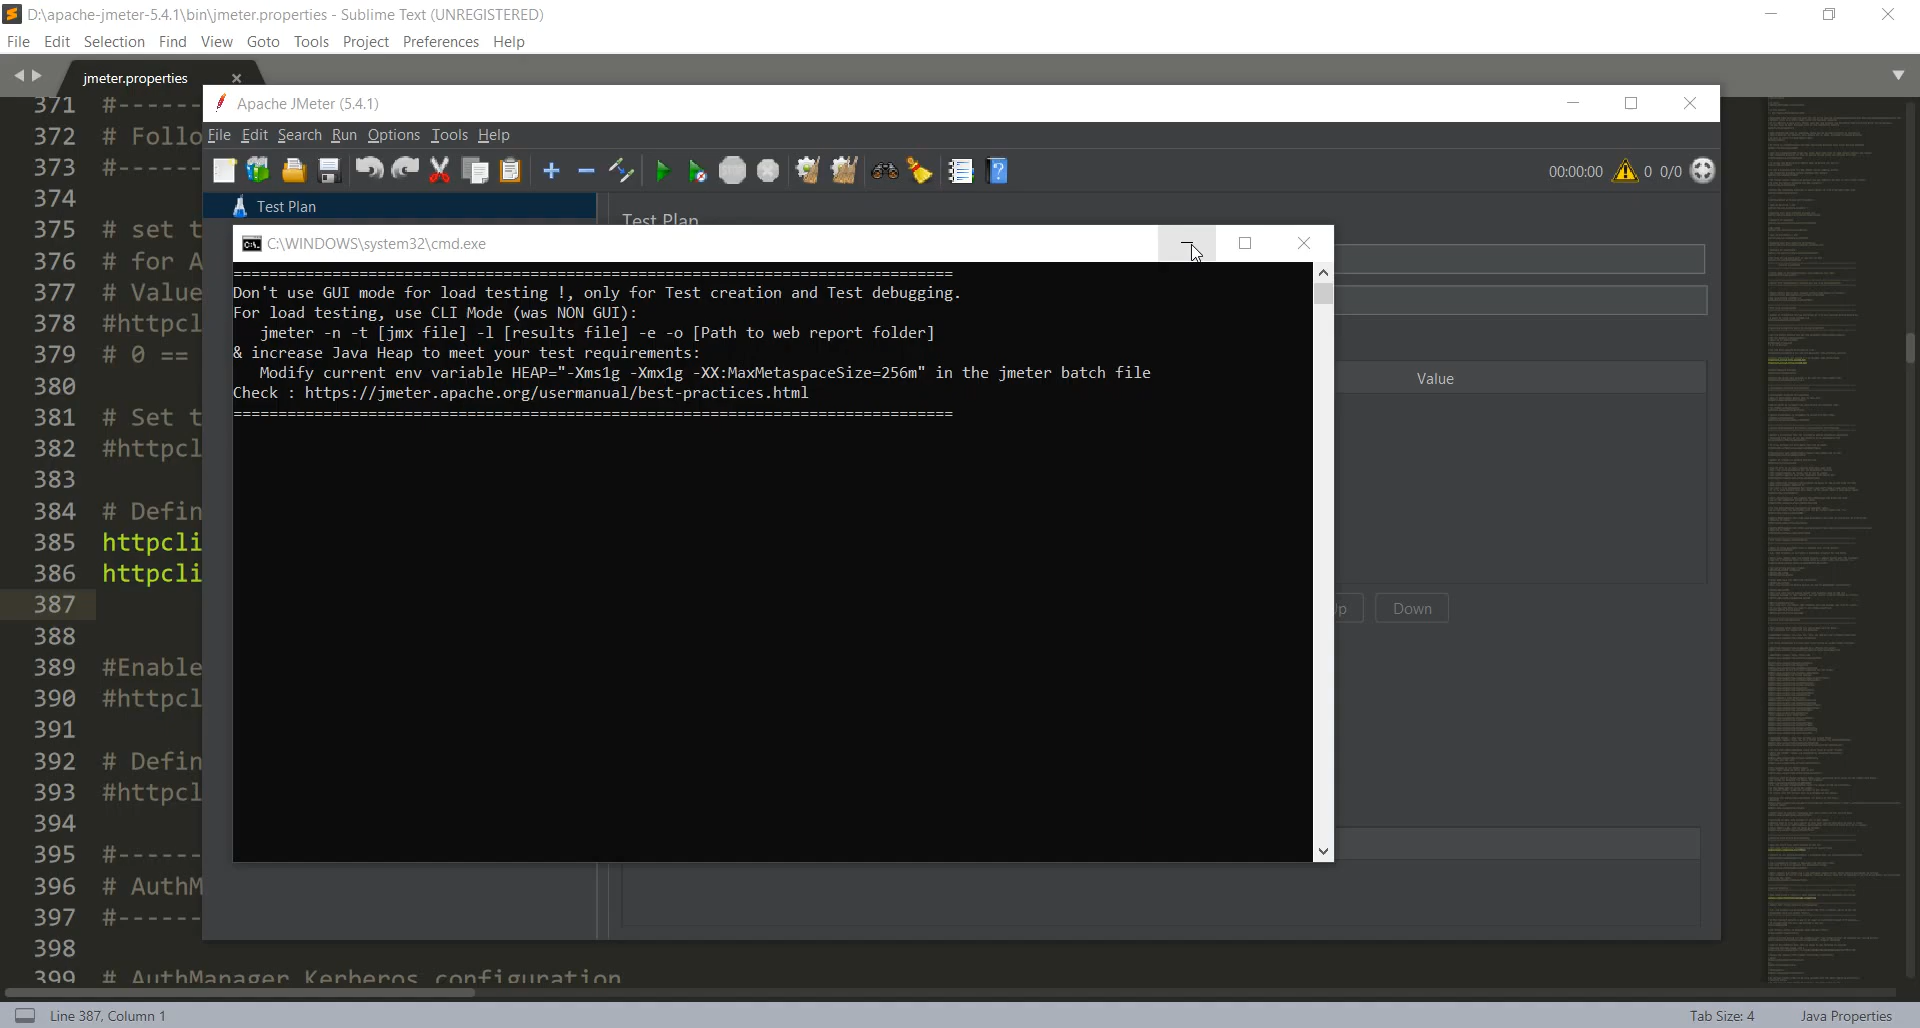 D:\apache-jmeter-5.4.1\bin\jmeter.properties - Sublime Text (UNREGISTERED)
File Edit Selection Find View Goto Tools Project Preferences Help
jmeter.properties
Apache JMeter (5.4.1)
File Edit Search Run Options Tools Help
00:00:00 0 0/0
Test Plan
Test Plan
C:\WINDOWS\system32\cmd.exe
================================================================================
Don't use GUI mode for load testing !, only for Test creation and Test debugging.
For load testing, use CLI Mode (was NON GUI):
jmeter -n -t [jmx file] -l [results file] -e -o [Path to web report folder]
& increase Java Heap to meet your test requirements:
Modify current env variable HEAP="-Xms1g -Xmx1g -XX:MaxMetaspaceSize=256m" in the jmeter batch file
Check : https://jmeter.apache.org/usermanual/best-practices.html
================================================================================
Value
Down
371 #------
372 # Follo
373 #------
374
375 # set t
376 # for A
377 # Value
378 #httpcl
379 # 0 ==
380
381 # Set t
382 #httpcl
383
384 # Defin
385 httpcli
386 httpcli
387
388
389 #Enable
390 #httpcl
391
392 # Defin
393 #httpcl
394
395 #------
396 # AuthM
397 #------
398
399 # AuthManager Kerberos configuration
Line 387, Column 1
Tab Size: 4
Java Properties